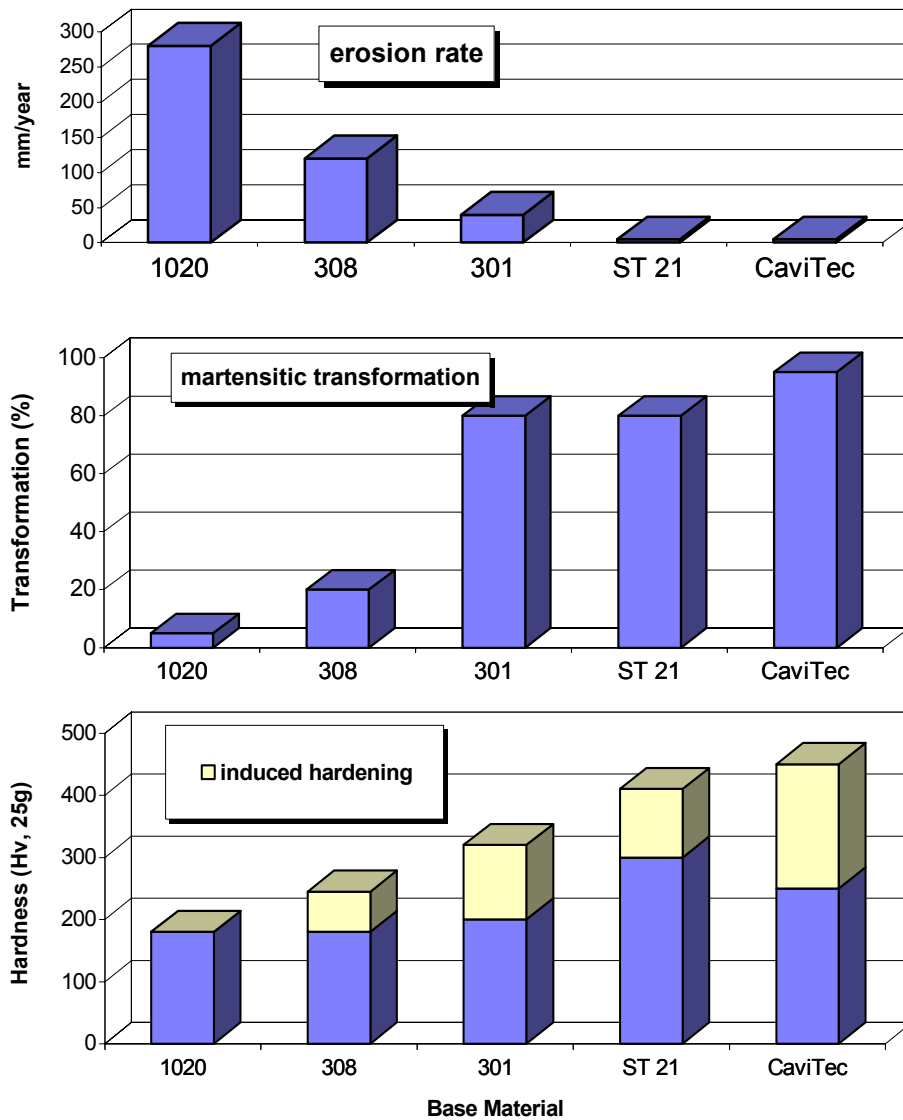 erosion rate
mm/year
300
250
200
150
100
50
0
1020 308 301 ST 21 CaviTec
martensitic transformation
Transformation (%)
100
80
60
40
20
0
1020 308 301 ST 21 CaviTec
induced hardening
Hardness (Hv, 25g)
500
400
300
200
100
0
1020 308 301 ST 21 CaviTec
Base Material